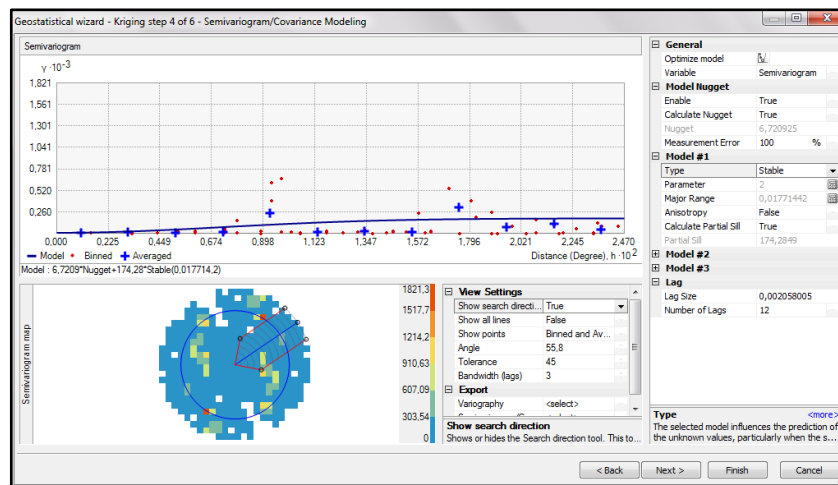 Geostatistical wizard - Kriging step 4 of 6 - Semivariogram/Covariance Modeling
Semivariogram
γ ·10⁻³
1,821
1,561
1,301
1,041
0,781
0,520
0,260
0.000 0,225 0,449 0,674 0,898 1,123 1,347 1,572 1,796 2,021 2,245 2,470
Model Binned Averaged
Distance (Degree), h ·10²
Model : 6,7209*Nugget+174,28*Stable(0,017714,2)
Semivariogram map
1821,3
1517,7
1214,2
910,63
607,09
303,54
0
View Settings
Show search directi... True
Show all lines False
Show points Binned and Av...
Angle 55,8
Tolerance 45
Bandwidth (lags) 3
Export
Variography <select>
Show search direction
Shows or hides the Search direction tool. This to...
General
Optimize model
Variable Semivariogram
Model Nugget
Enable True
Calculate Nugget True
Nugget 6,720925
Measurement Error 100 %
Model #1
Type Stable
Parameter 2
Major Range 0,01771442
Anisotropy False
Calculate Partial Sill True
Partial Sill 174,2849
Model #2
Model #3
Lag
Lag Size 0,002058005
Number of Lags 12
Type <more>
The selected model influences the prediction of
the unknown values, particularly when the s...
< Back Next > Finish Cancel